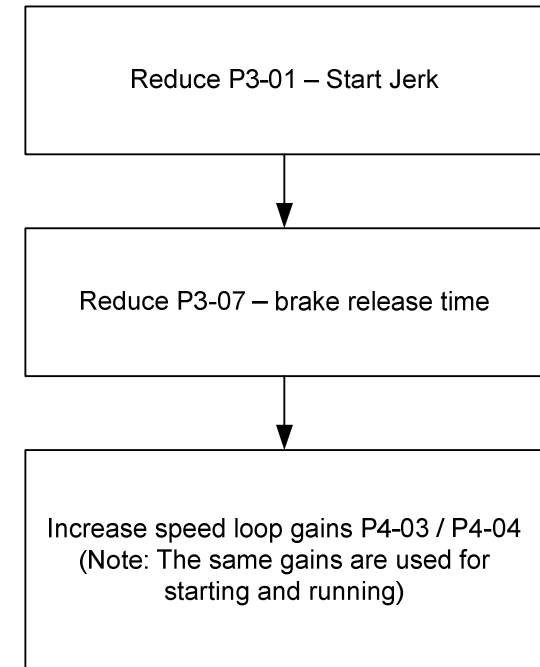 Reduce P3-01 – Start Jerk
Reduce P3-07 – brake release time
Increase speed loop gains P4-03 / P4-04
(Note: The same gains are used for
starting and running)